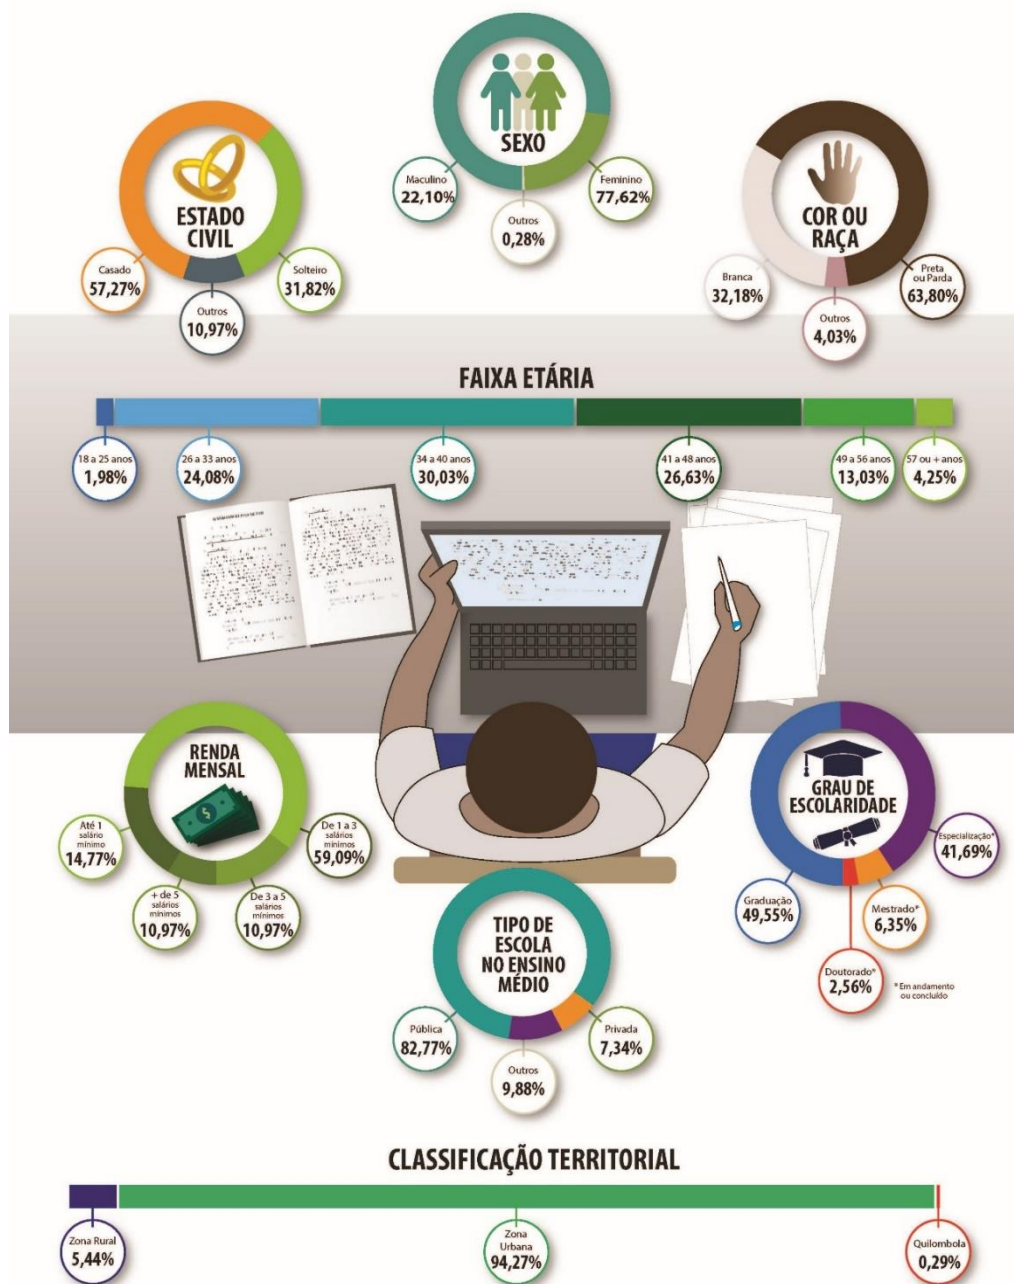 SEXO
Maculino
22,10%
Feminino
77,62%
Outros
0,28%
ESTADO
CIVIL
Casado
57,27%
Solteiro
31,82%
Outros
10,97%
COR OU
RAÇA
Branca
32,18%
Preta
ou Parda
63,80%
Outros
4,03%
FAIXA ETÁRIA
18 a 25 anos
1,98%
26 a 33 anos
24,08%
34 a 40 anos
30,03%
41 a 48 anos
26,63%
49 a 56 anos
13,03%
57 ou + anos
4,25%
RENDA
MENSAL
Até 1
salário
mínimo
14,77%
De 1 a 3
salários
mínimos
59,09%
+ de 5
salários
mínimos
10,97%
De 3 a 5
salários
mínimos
10,97%
GRAU DE
ESCOLARIDADE
Especialização*
41,69%
Graduação
49,55%
Mestrado*
6,35%
Doutorado*
2,56%
* Em andamento
ou concluído
TIPO DE
ESCOLA
NO ENSINO
MÉDIO
Pública
82,77%
Privada
7,34%
Outros
9,88%
CLASSIFICAÇÃO TERRITORIAL
Zona Rural
5,44%
Zona
Urbana
94,27%
Quilombola
0,29%